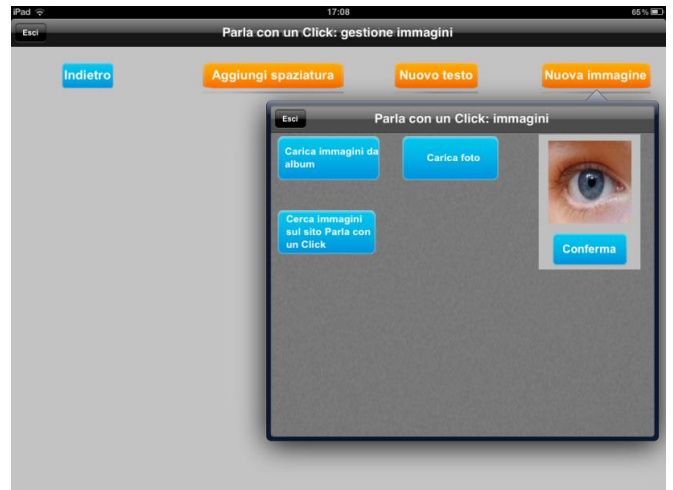 iPad 17:08 65%
Esci Parla con un Click: gestione immagini
Indietro Aggiungi spaziatura Nuovo testo Nuova immagine
Esci Parla con un Click: immagini
Carica immagini da
album
Carica foto
Cerca immagini
sul sito Parla con
un Click
Conferma